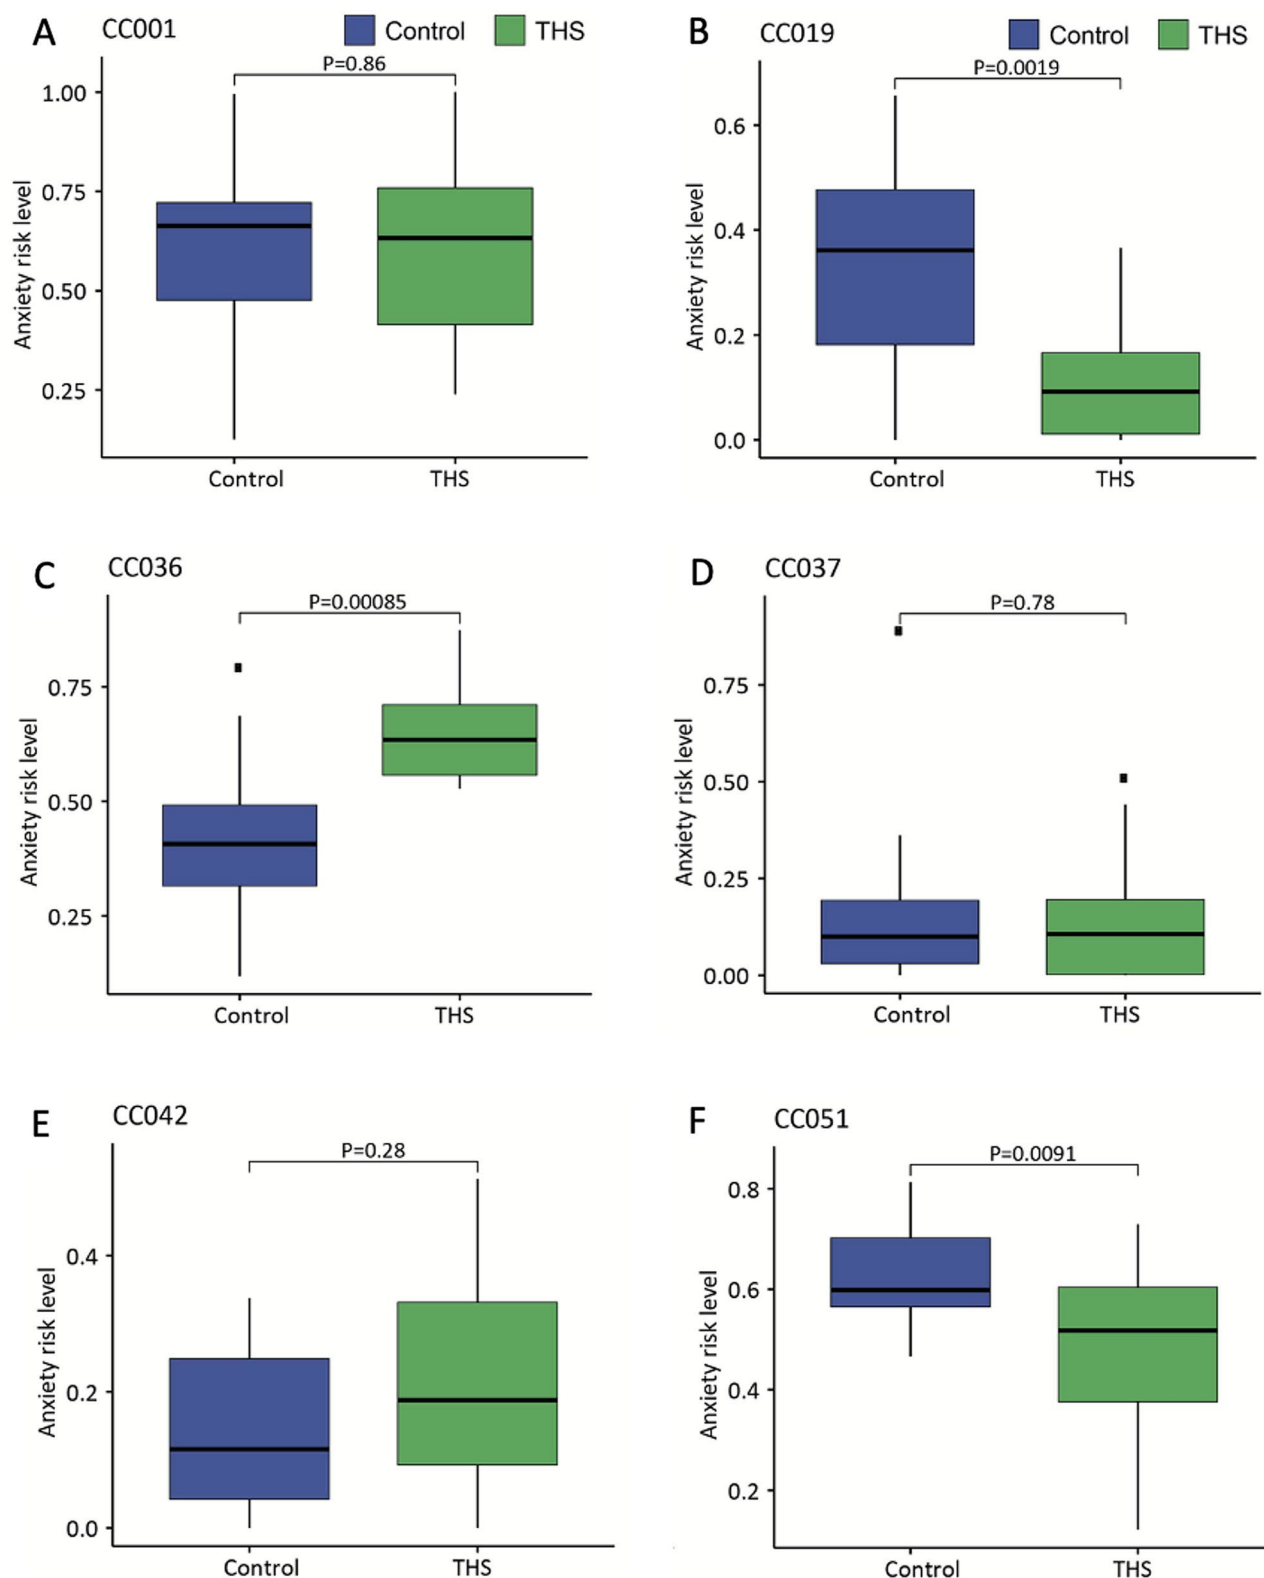 A CC001 Control THS
P=0.86
1.00
0.75
0.50
0.25
Anxiety risk level
Control THS
B CC019 Control THS
P=0.0019
0.6
0.4
0.2
0.0
Anxiety risk level
Control THS
C CC036
P=0.00085
0.75
0.50
0.25
Anxiety risk level
Control THS
D CC037
P=0.78
0.75
0.50
0.25
0.00
Anxiety risk level
Control THS
E CC042
P=0.28
0.4
0.2
0.0
Anxiety risk level
Control THS
F CC051
P=0.0091
0.8
0.6
0.4
0.2
Anxiety risk level
Control THS